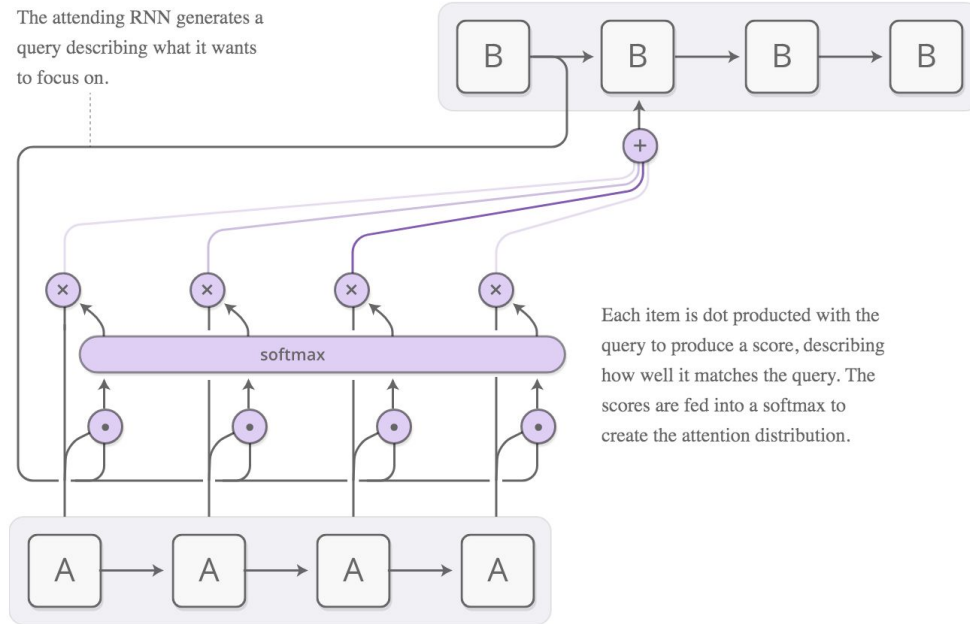 The attending RNN generates a
query describing what it wants
to focus on.
B B B B
+
× × × ×
softmax
Each item is dot producted with the
query to produce a score, describing
how well it matches the query. The
scores are fed into a softmax to
create the attention distribution.
• • • •
A A A A